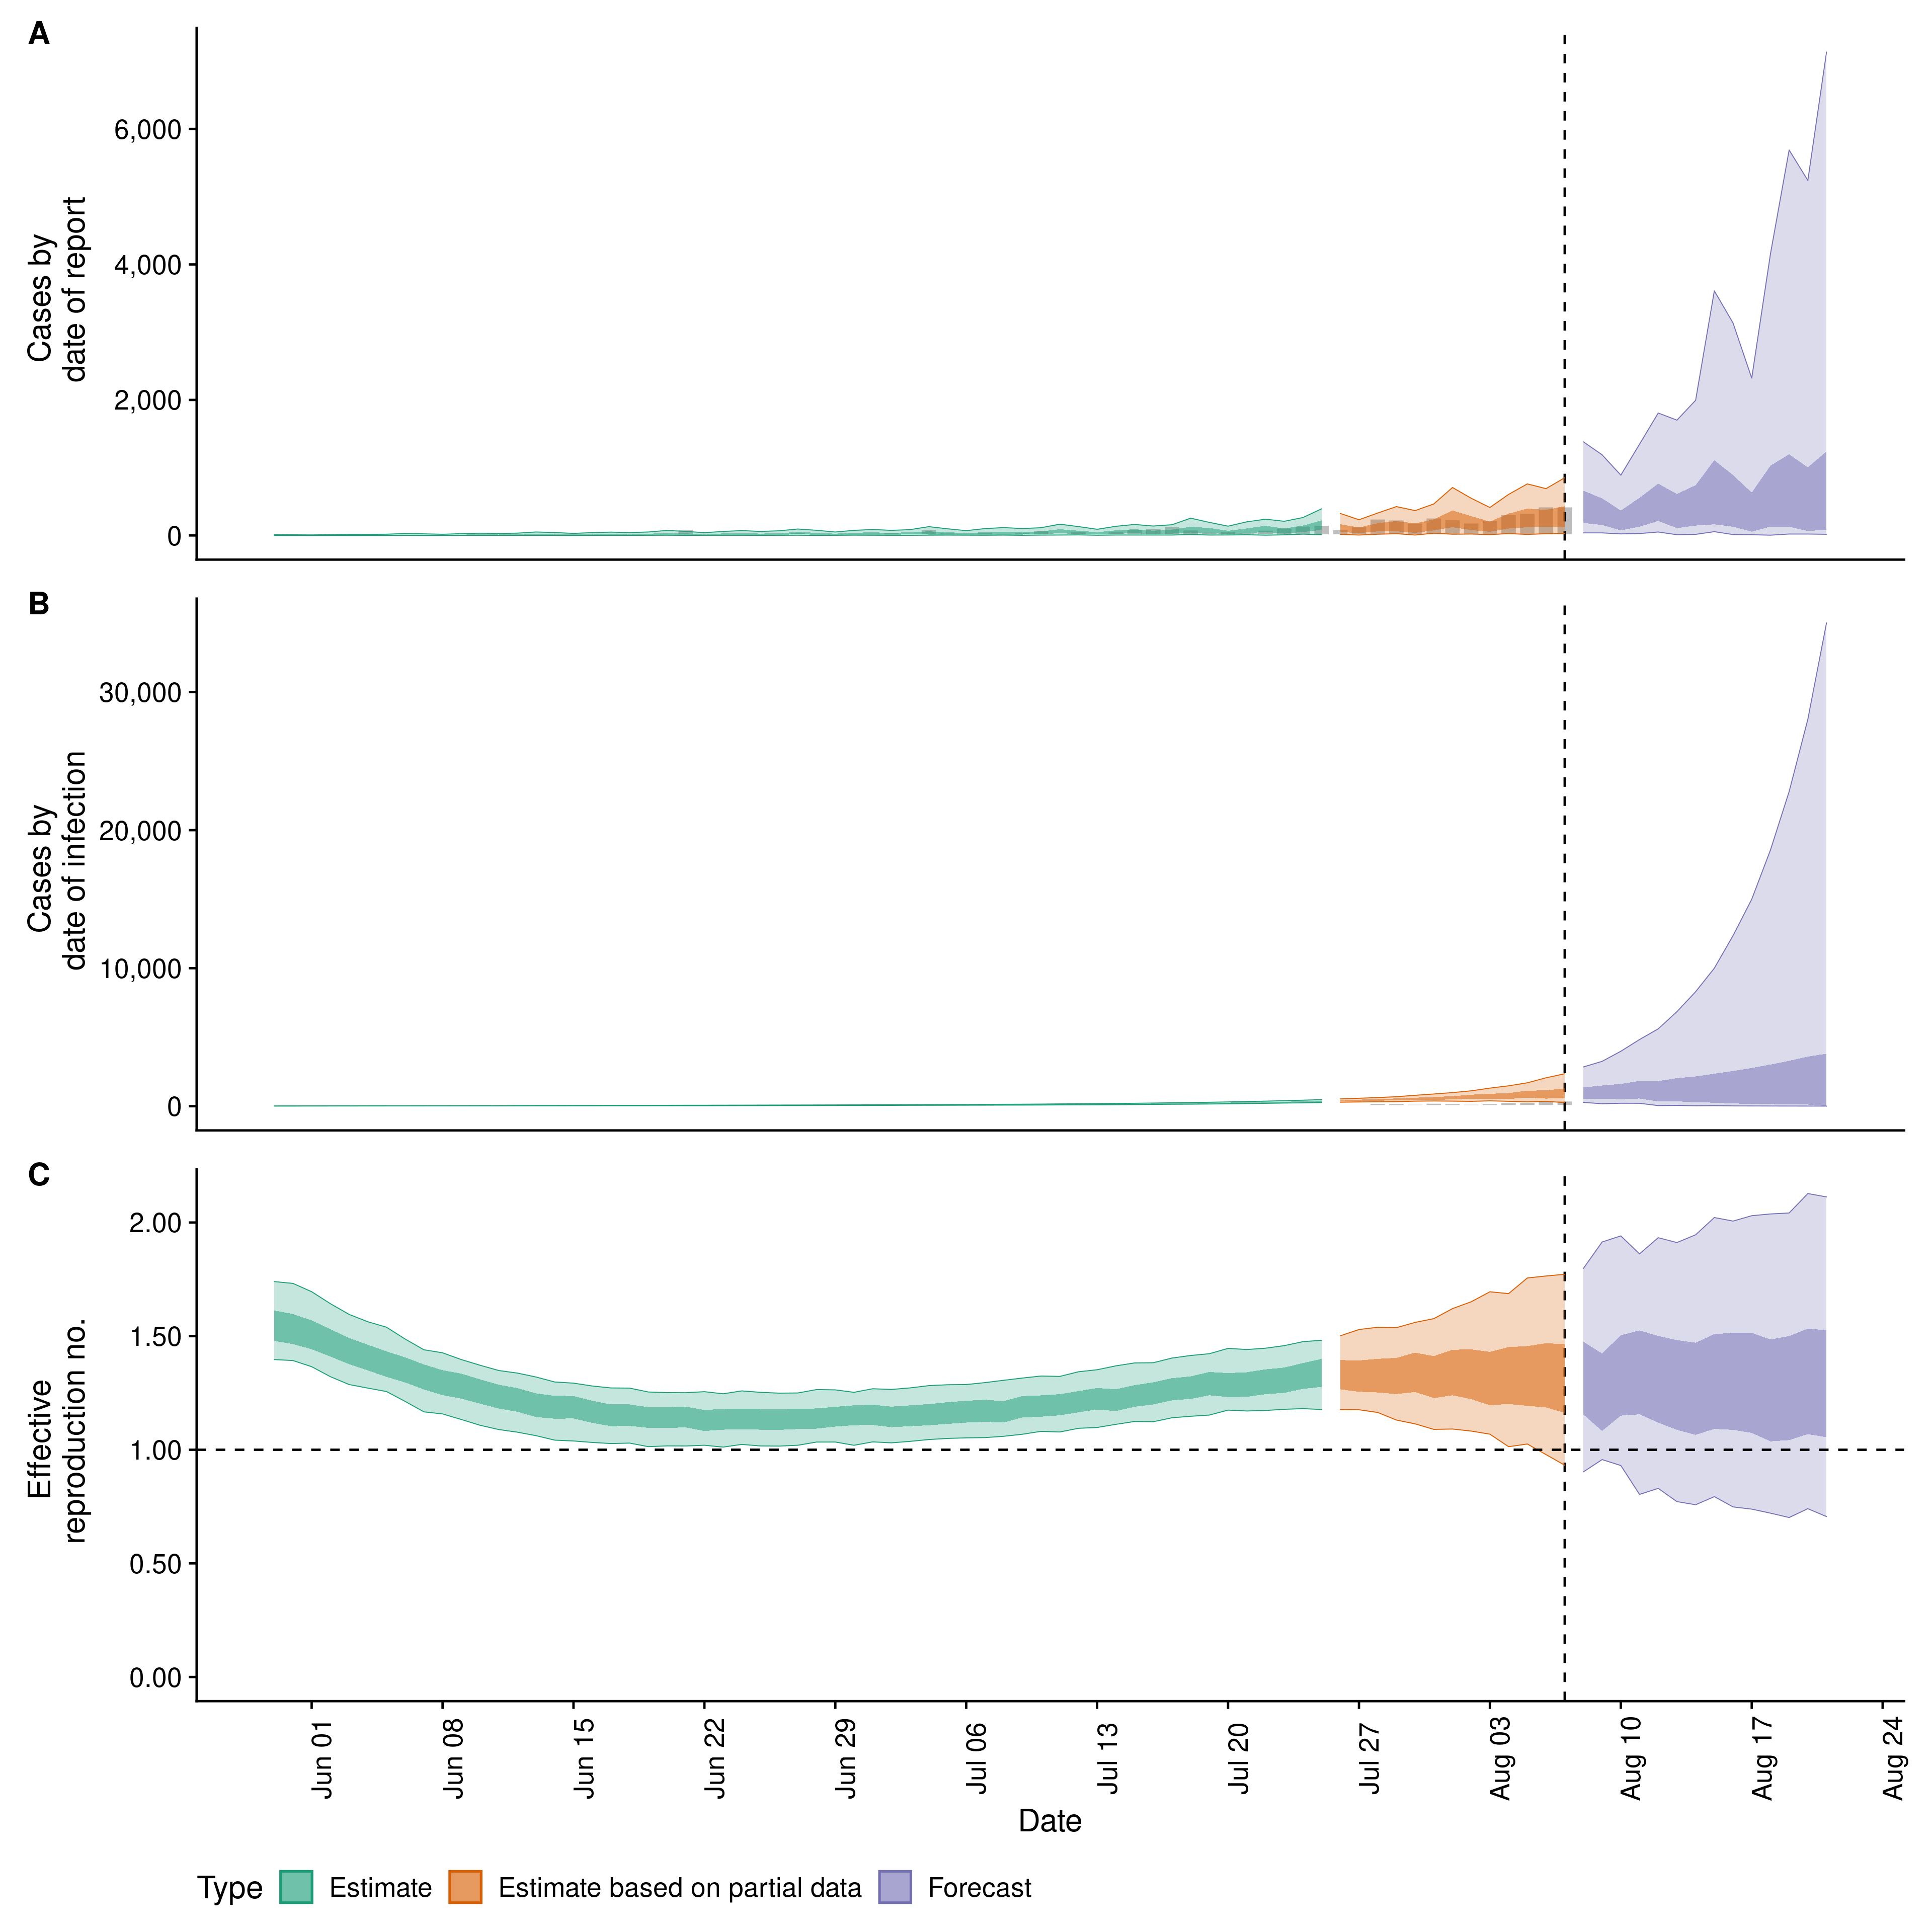 A
Cases by
date of report
6,000
4,000
2,000
0
B
Cases by
date of infection
30,000
20,000
10,000
0
C
Effective
reproduction no.
2.00
1.50
1.00
0.50
0.00
Jun 01
Jun 08
Jun 15
Jun 22
Jun 29
Jul 06
Jul 13
Jul 20
Jul 27
Aug 03
Aug 10
Aug 17
Aug 24
Date
Type Estimate Estimate based on partial data Forecast